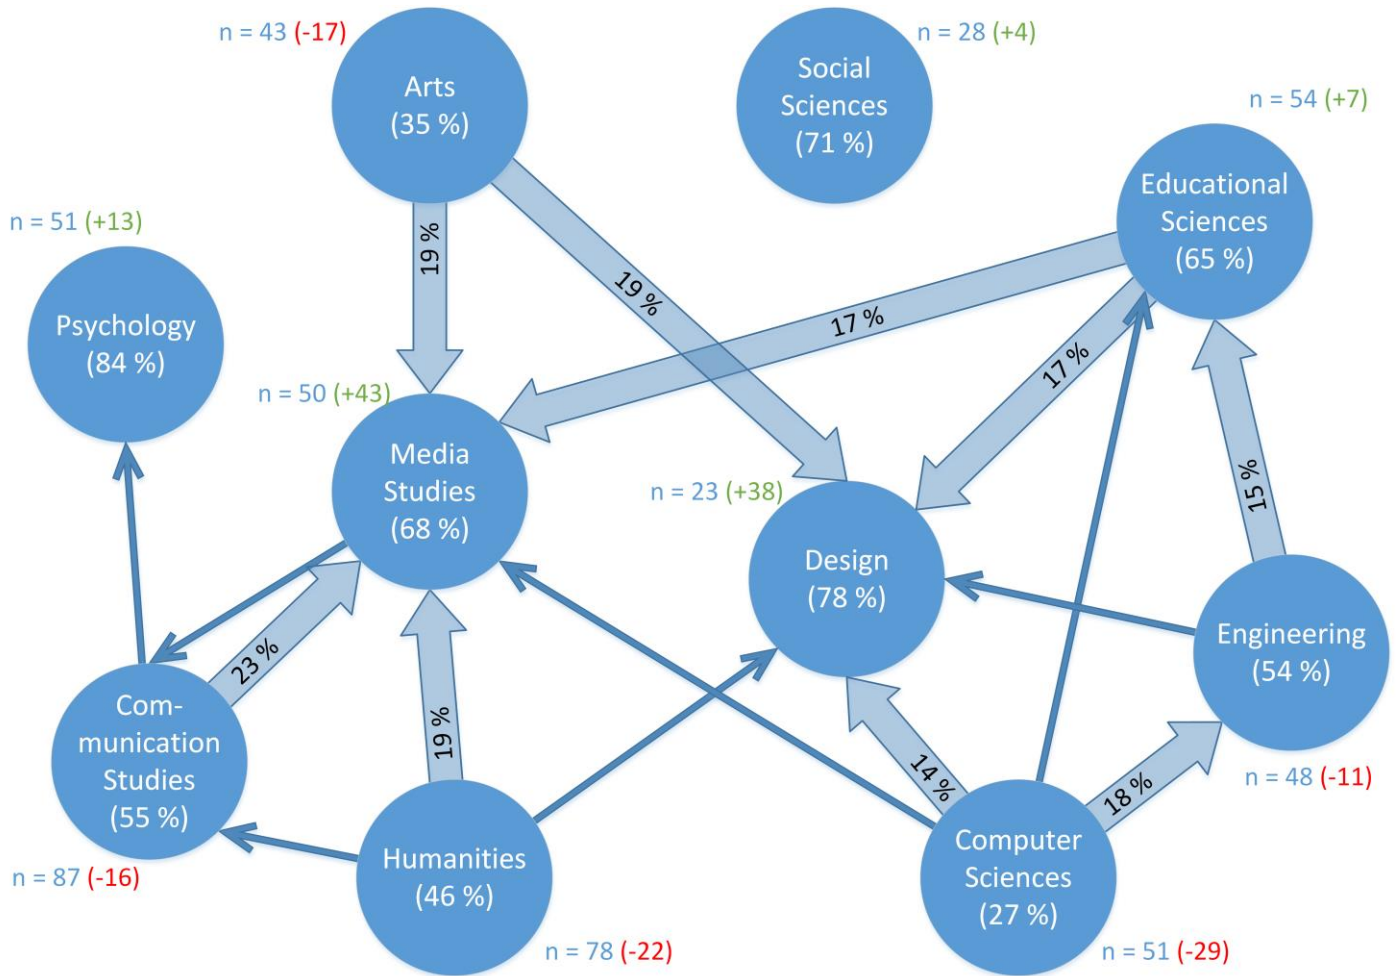 n = 43 (-17)
Arts
(35 %)
n = 28 (+4)
Social
Sciences
(71 %)
n = 54 (+7)
Educational
Sciences
(65 %)
n = 51 (+13)
Psychology
(84 %)
19 %
19 %
17 %
17 %
n = 50 (+43)
Media
Studies
(68 %)
n = 23 (+38)
Design
(78 %)
15 %
Engineering
(54 %)
n = 48 (-11)
23 %
Com-
munication
Studies
(55 %)
n = 87 (-16)
19 %
Humanities
(46 %)
n = 78 (-22)
14 %
18 %
Computer
Sciences
(27 %)
n = 51 (-29)